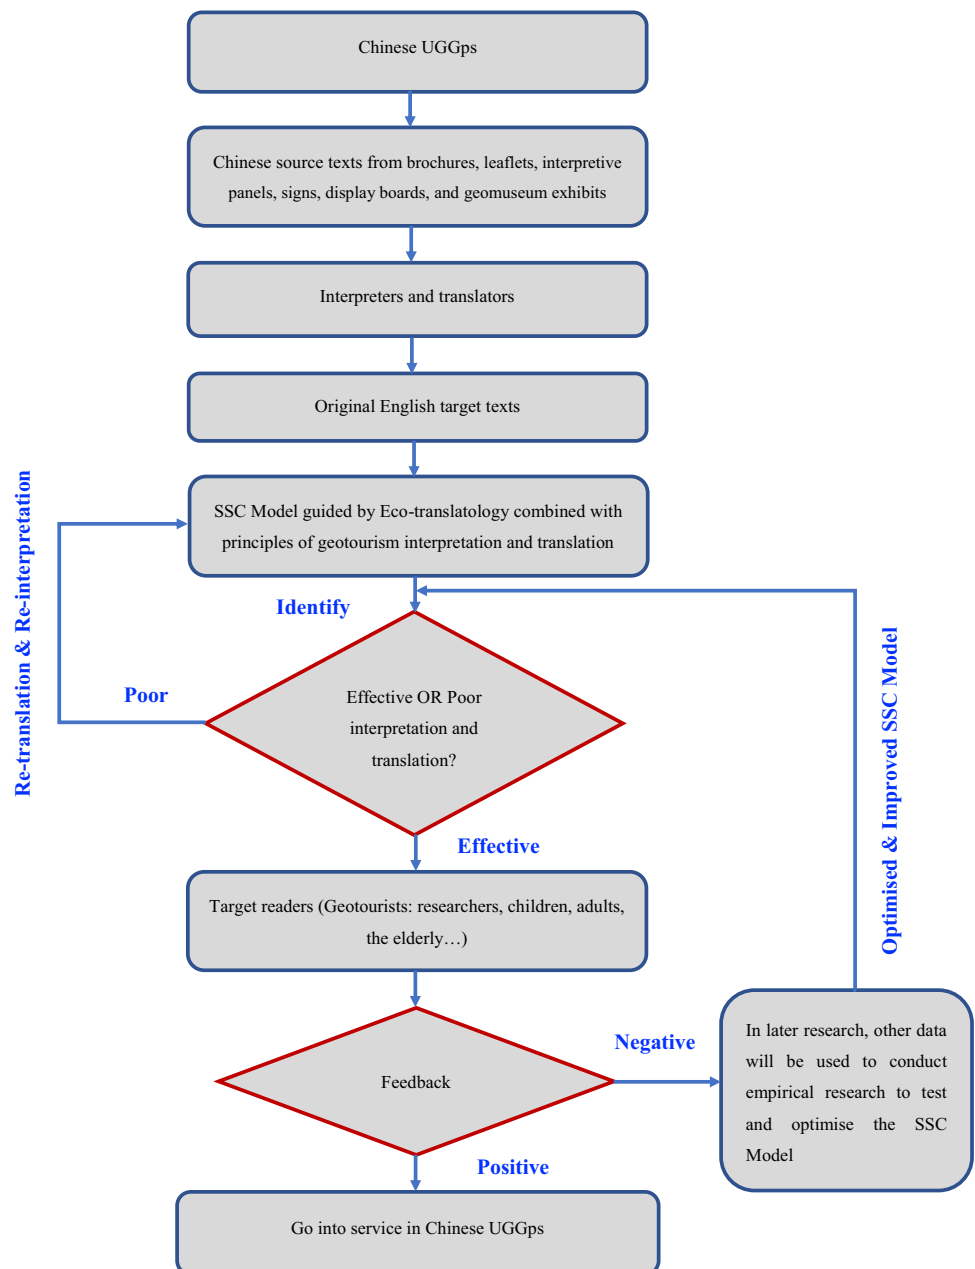 Chinese UGGps
Chinese source texts from brochures, leaflets, interpretive
panels, signs, display boards, and geomuseum exhibits
Interpreters and translators
Original English target texts
SSC Model guided by Eco-translatology combined with
principles of geotourism interpretation and translation
Re-translation & Re-interpretation
Identify
Poor
Effective OR Poor
interpretation and
translation?
Optimised & Improved SSC Model
Effective
Target readers (Geotourists: researchers, children, adults,
the elderly…)
Feedback
Negative
In later research, other data
will be used to conduct
empirical research to test
and optimise the SSC
Model
Positive
Go into service in Chinese UGGps